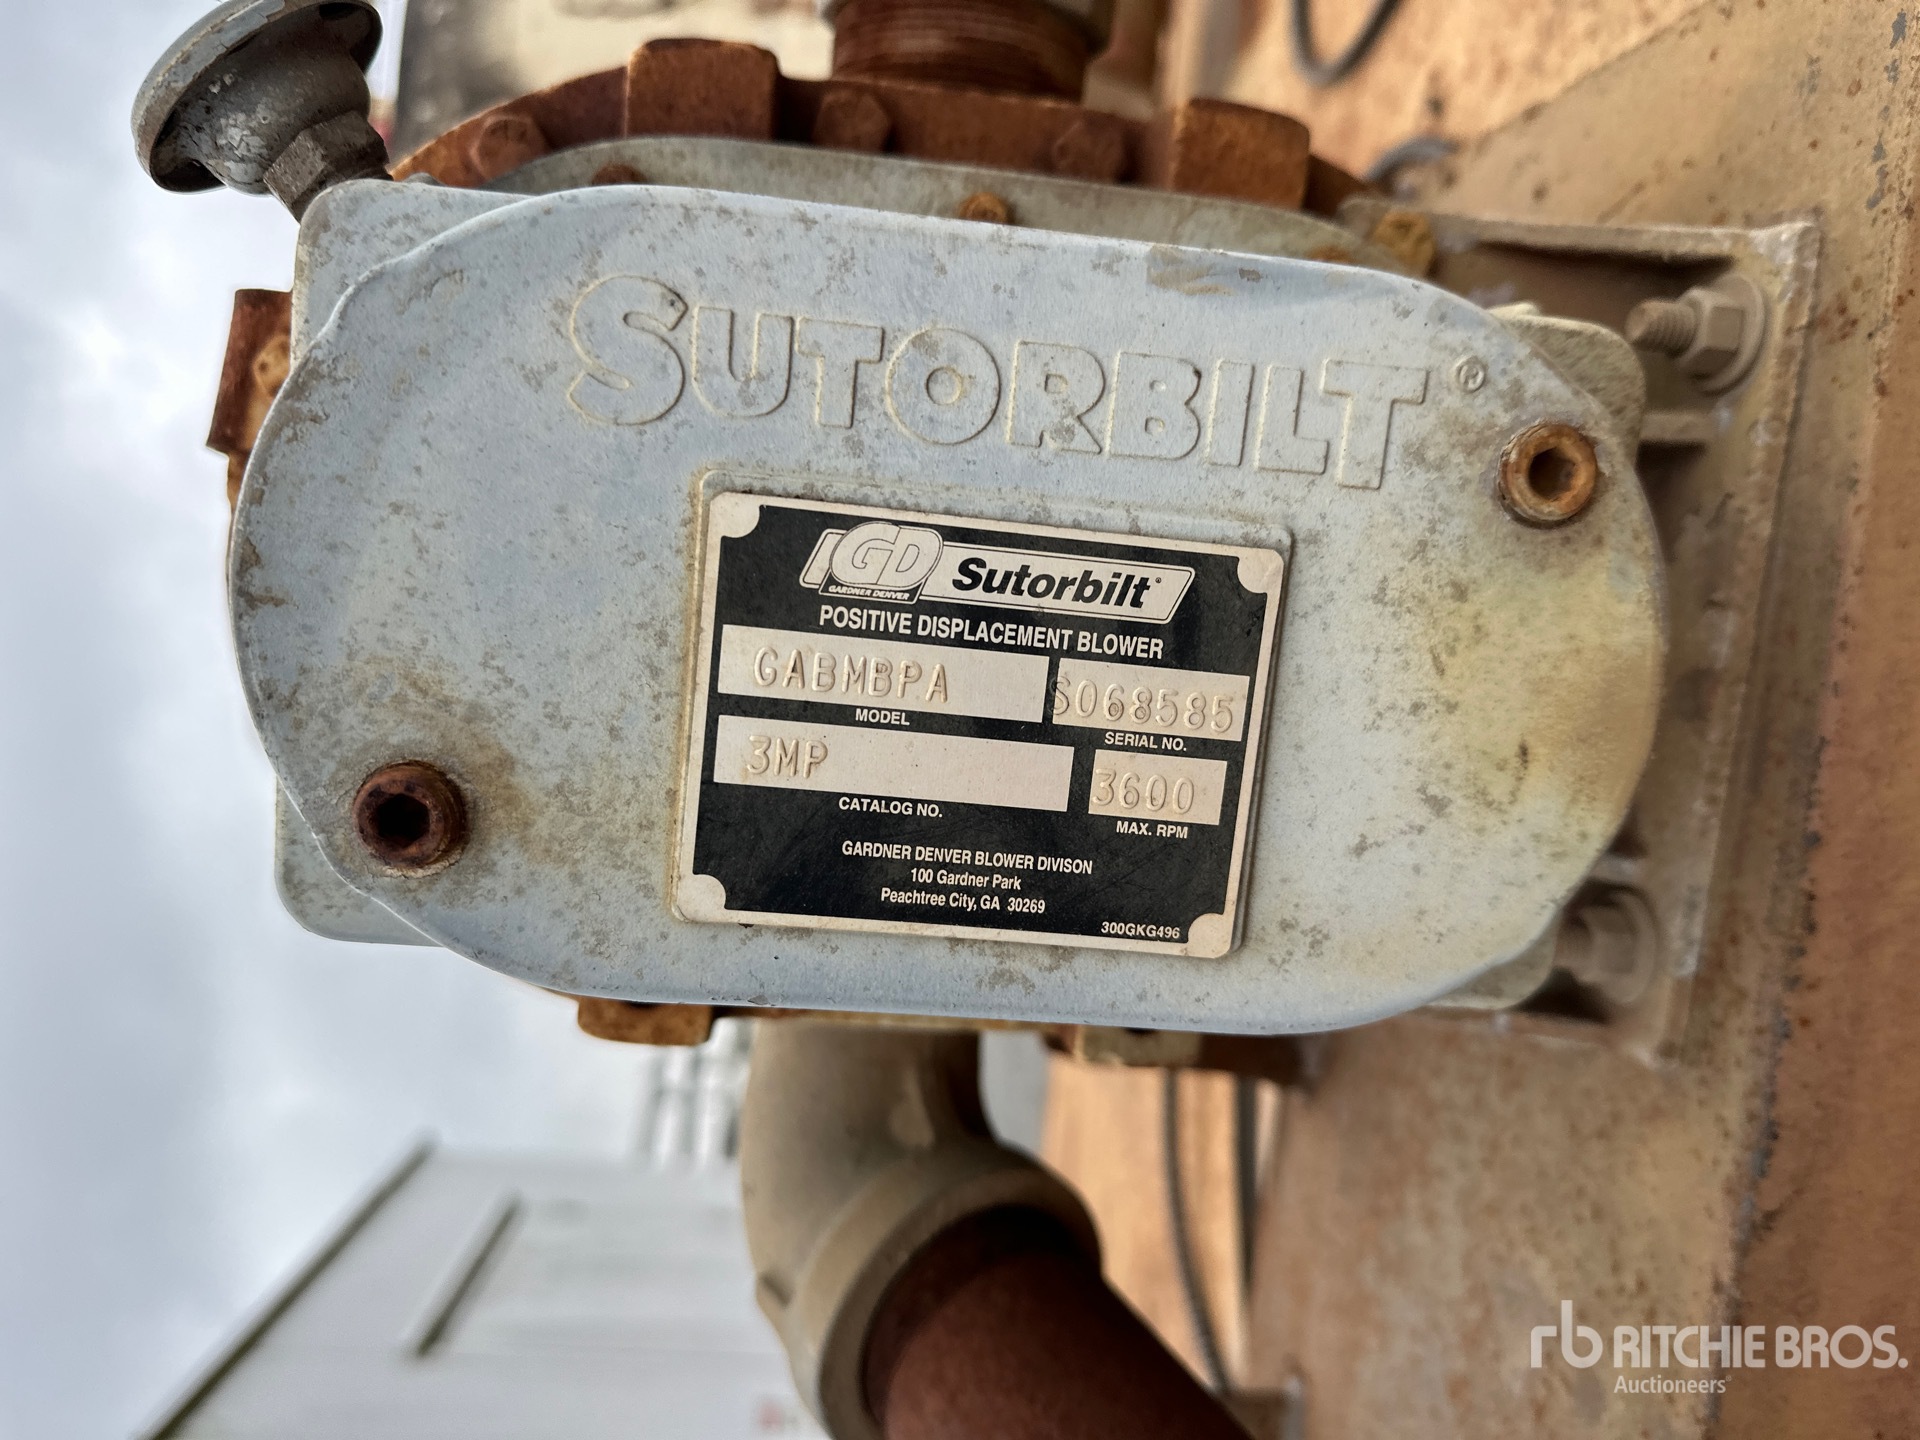 SUTORBILT®
GD Sutorbilt®
GARDNER DENVER
POSITIVE DISPLACEMENT BLOWER
GABMBPA S068585
MODEL SERIAL NO.
3MP 3600
CATALOG NO. MAX. RPM
GARDNER DENVER BLOWER DIVISON
100 Gardner Park
Peachtree City, GA 30269
300GKG496
rb RITCHIE BROS.
Auctioneers